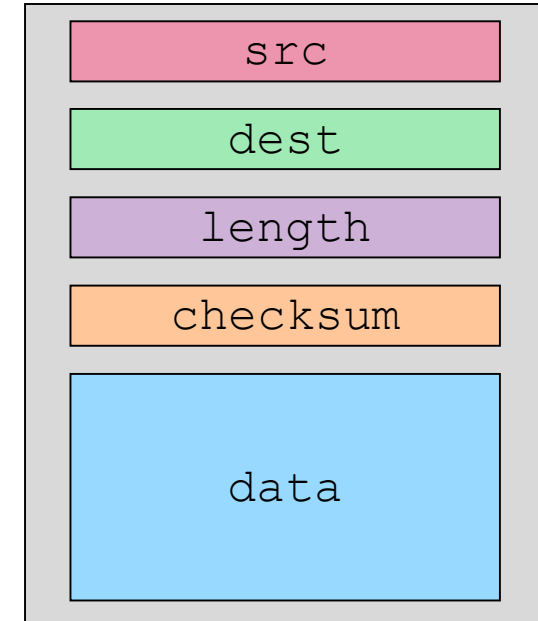 src
dest
length
checksum
data